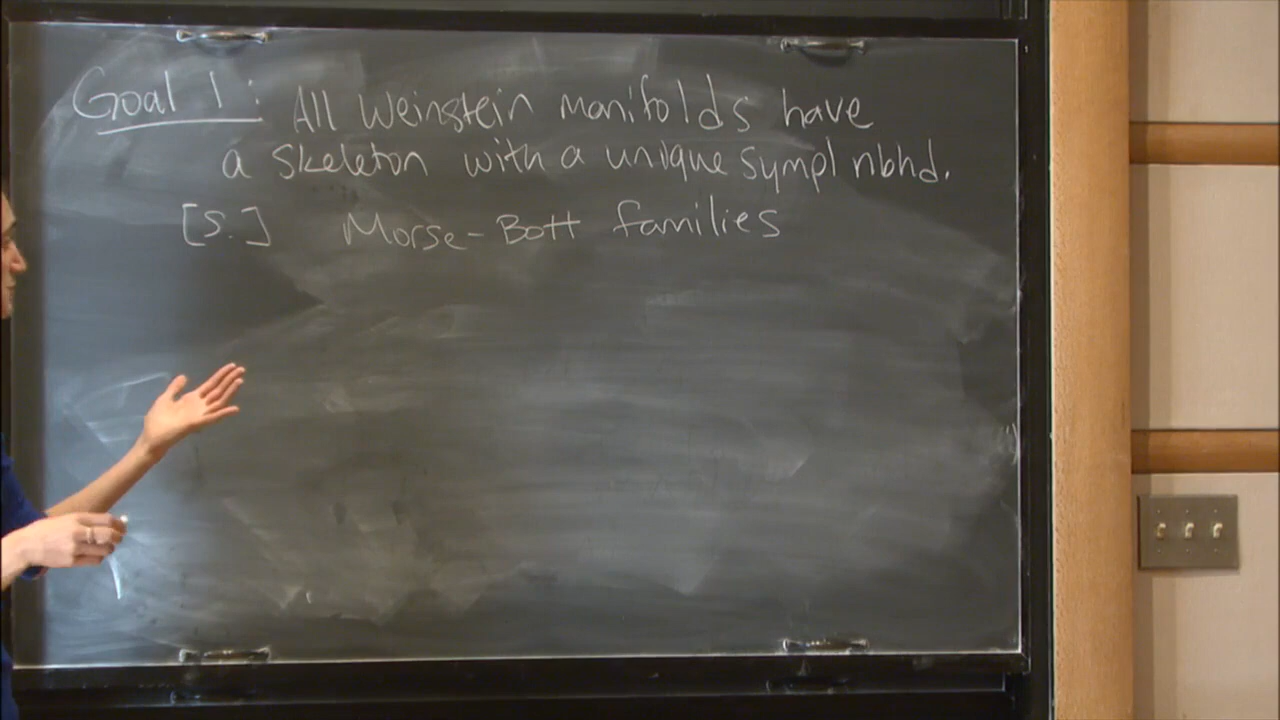 Goal 1: All Weinstein manifolds have
a skeleton with a unique sympl nbhd.
[S.] Morse-Bott families